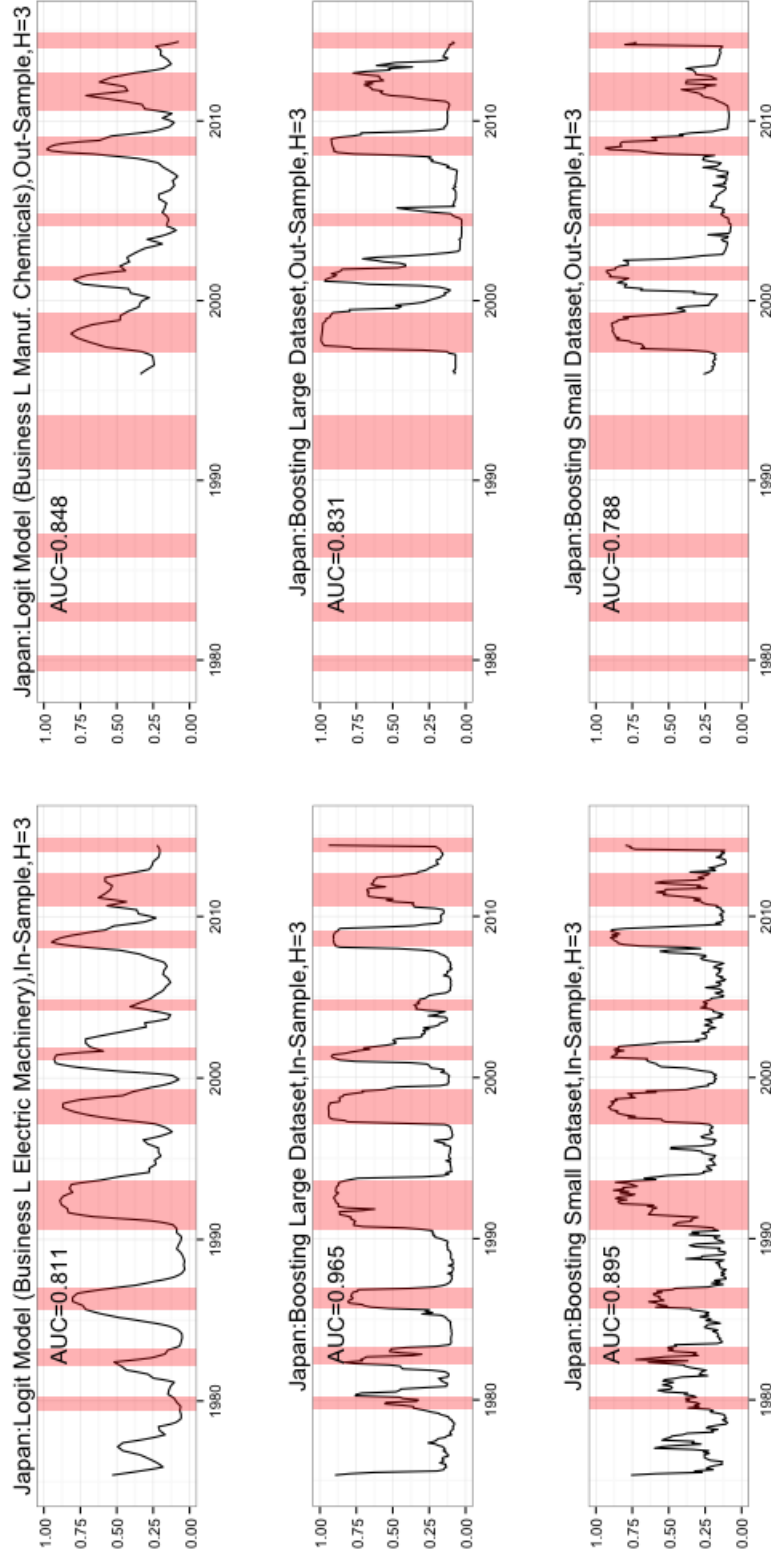 Japan:Logit Model (Business L Electric Machinery),In-Sample,H=3
AUC=0.811
1.00
0.75
0.50
0.25
0.00
1980 1990 2000 2010
Japan:Logit Model (Business L Manuf. Chemicals),Out-Sample,H=3
AUC=0.848
1.00
0.75
0.50
0.25
0.00
1980 1990 2000 2010
Japan:Boosting Large Dataset,In-Sample,H=3
AUC=0.965
1.00
0.75
0.50
0.25
0.00
1980 1990 2000 2010
Japan:Boosting Large Dataset,Out-Sample,H=3
AUC=0.831
1.00
0.75
0.50
0.25
0.00
1980 1990 2000 2010
Japan:Boosting Small Dataset,In-Sample,H=3
AUC=0.895
1.00
0.75
0.50
0.25
0.00
1980 1990 2000 2010
Japan:Boosting Small Dataset,Out-Sample,H=3
AUC=0.788
1.00
0.75
0.50
0.25
0.00
1980 1990 2000 2010